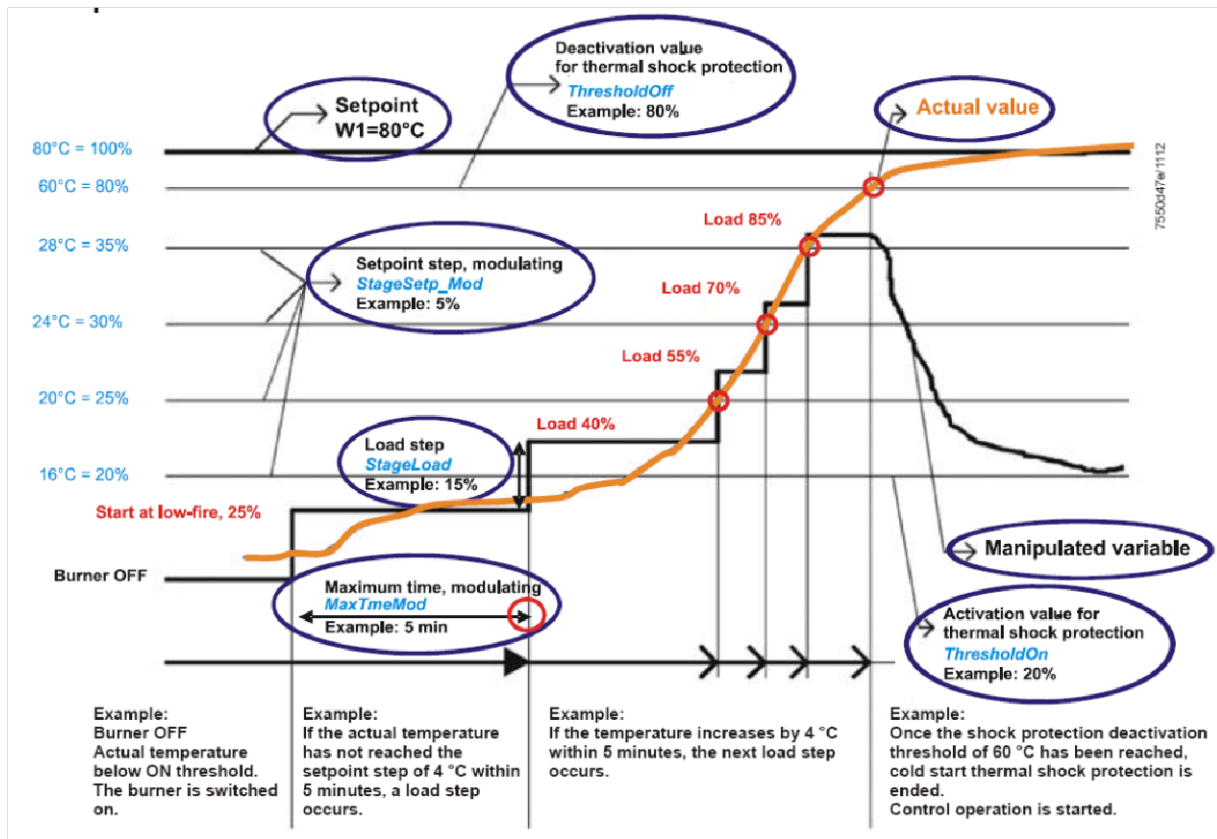 Deactivation value
for thermal shock protection
ThresholdOff
Example: 80%
Setpoint
W1=80°C
Actual value
80°C = 100%
60°C = 80%
7550d47e/1112
Load 85%
28°C = 35%
Setpoint step, modulating
StageSetp_Mod
Example: 5%
Load 70%
24°C = 30%
Load 55%
20°C = 25%
Load 40%
Load step
StageLoad
Example: 15%
16°C = 20%
Start at low-fire, 25%
Manipulated variable
Burner OFF
Maximum time, modulating
MaxTmeMod
Example: 5 min
Activation value for
thermal shock protection
ThresholdOn
Example: 20%
Example:
Burner OFF
Actual temperature
below ON threshold.
The burner is switched
on.
Example:
If the actual temperature
has not reached the
setpoint step of 4 °C within
5 minutes, a load step
occurs.
Example:
If the temperature increases by 4 °C
within 5 minutes, the next load step
occurs.
Example:
Once the shock protection deactivation
threshold of 60 °C has been reached,
cold start thermal shock protection is
ended.
Control operation is started.